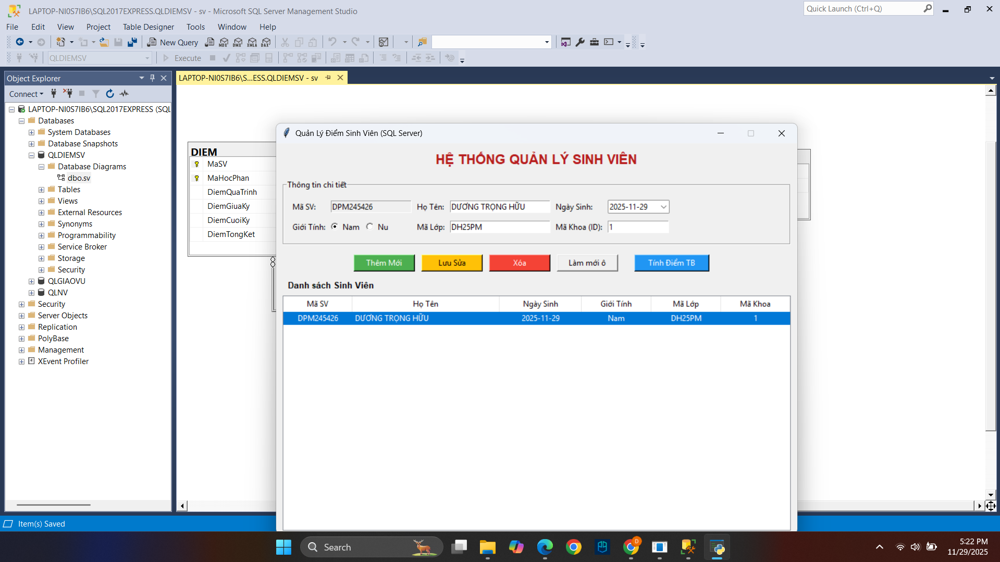 LAPTOP-NI0S7IB6\SQL2017EXPRESS.QLDIEMSV - sv - Microsoft SQL Server Management Studio
Quick Launch (Ctrl+Q)
File Edit View Project Table Designer Tools Window Help
New Query MDX DMX XMLA DAX
QLDIEMSV Execute
Object Explorer
LAPTOP-NI0S7IB6\S...ESS.QLDIEMSV - sv
Connect
LAPTOP-NI0S7IB6\SQL2017EXPRESS (SQL
Databases
System Databases
Database Snapshots
QLDIEMSV
Database Diagrams
dbo.sv
Tables
Views
External Resources
Synonyms
Programmability
Service Broker
Storage
Security
QLGIAOVU
QLNV
Security
Server Objects
Replication
PolyBase
Management
XEvent Profiler
DIEM
MaSV
MaHocPhan
DiemQuaTrinh
DiemGiuaKy
DiemCuoiKy
DiemTongKet
Quản Lý Điểm Sinh Viên (SQL Server)
HỆ THỐNG QUẢN LÝ SINH VIÊN
Thông tin chi tiết
Mã SV: DPM245426 Họ Tên: DƯƠNG TRỌNG HỮU Ngày Sinh: 2025-11-29
Giới Tính: Nam Nu Mã Lớp: DH25PM Mã Khoa (ID): 1
Thêm Mới Lưu Sửa Xóa Làm mới ô Tính Điểm TB
Danh sách Sinh Viên
Mã SV Họ Tên Ngày Sinh Giới Tính Mã Lớp Mã Khoa
DPM245426 DƯƠNG TRỌNG HỮU 2025-11-29 Nam DH25PM 1
Item(s) Saved
Search
D
5:22 PM
11/29/2025